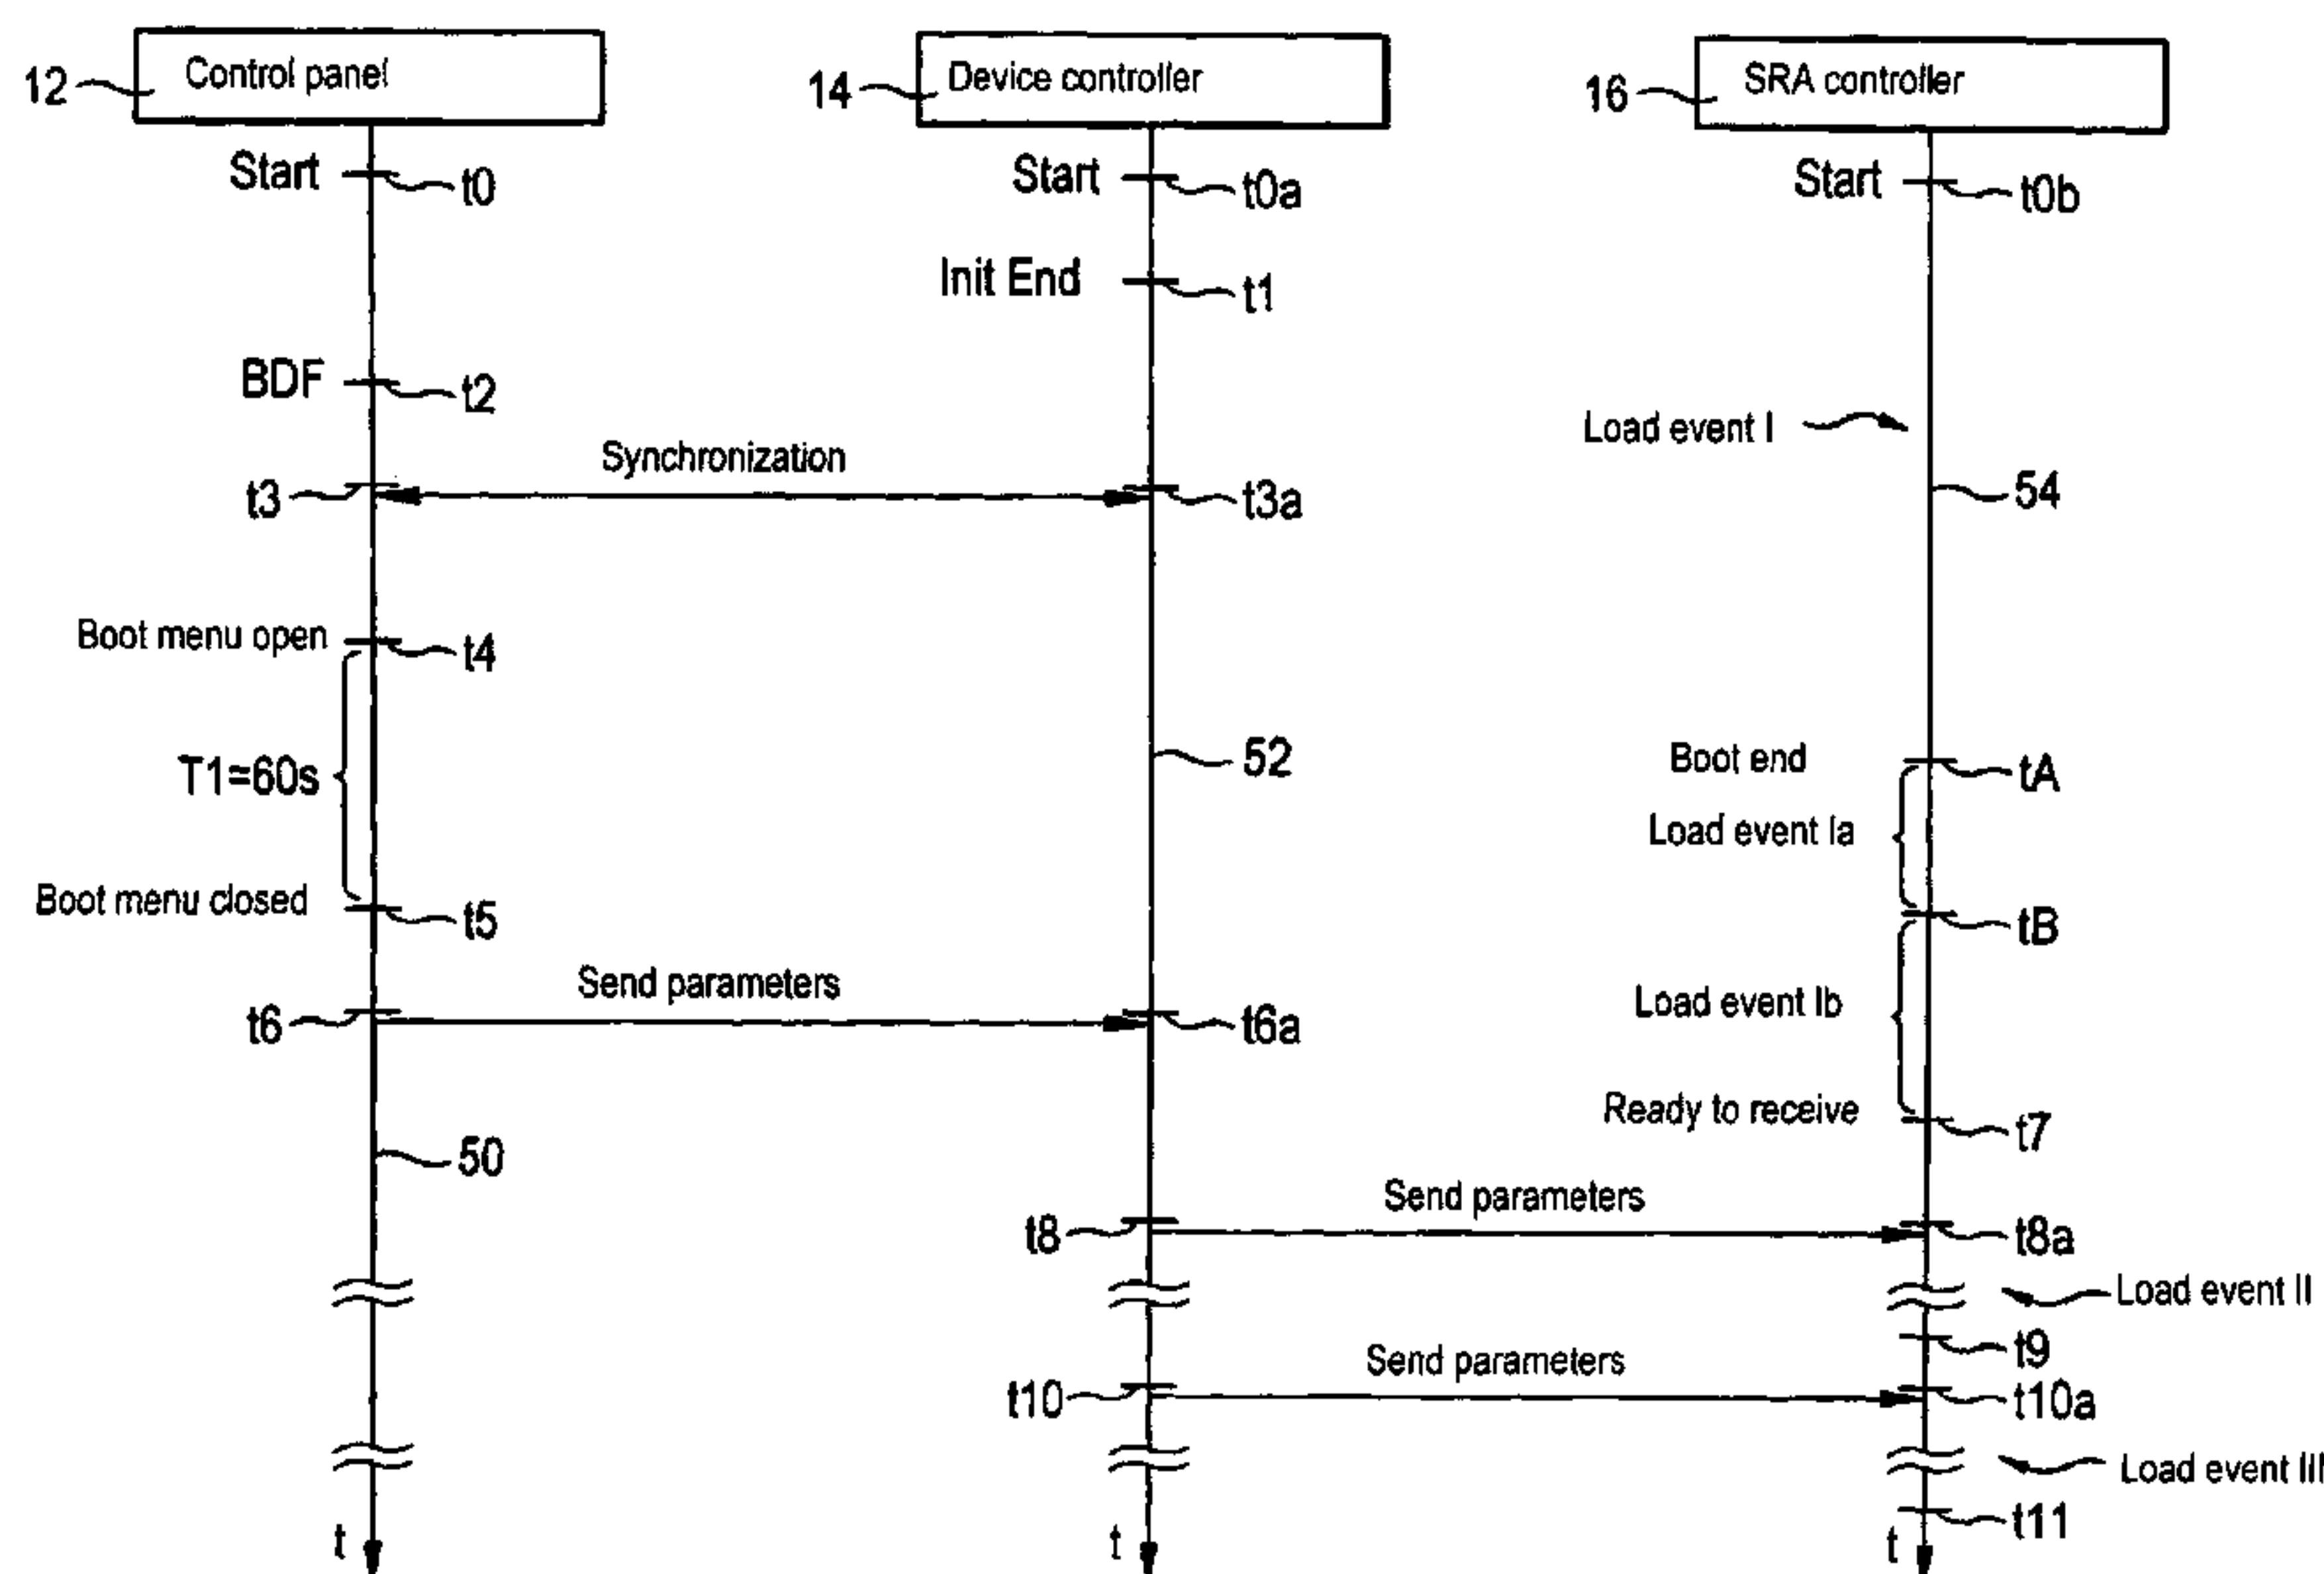 12 Control panel
14 Device controller
16 SRA controller
Start t0
Start t0a
Start t0b
Init End t1
BDF t2
Load event I
Synchronization
t3
t3a
54
Boot menu open t4
T1=60s
52
Boot end tA
Load event Ia
Boot menu closed t5
tB
Send parameters
t6
t6a
Load event Ib
Ready to receive t7
50
Send parameters
t8
t8a
Load event II
t9
Send parameters
t10
t10a
Load event III
t11
t
t
t